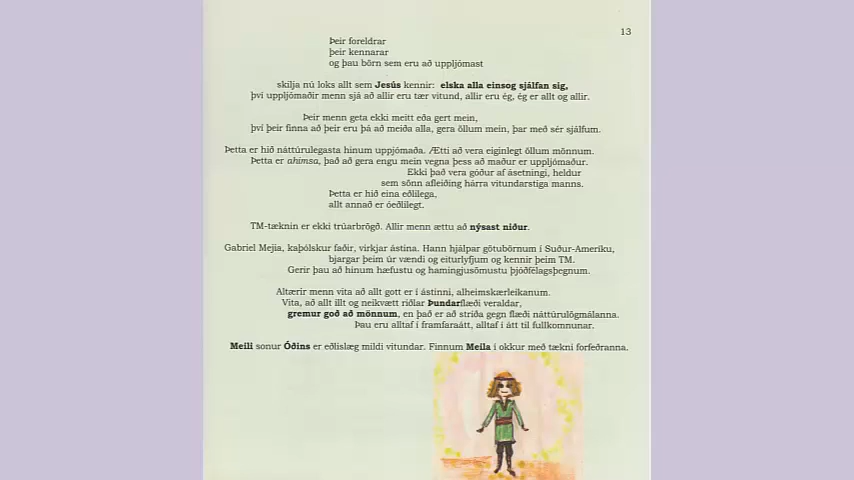 13
Þeir foreldrar
þeir kennarar
og þau börn sem eru að uppljómast
skilja nú loks allt sem Jesús kennir: elska alla einsog sjálfan sig,
því uppljómaðir menn sjá að allir eru tær vitund, allir eru ég, ég er allt og allir.
Þeir menn geta ekki meitt eða gert mein,
því þeir finna að þeir eru þá að meiða alla, gera öllum mein, þar með sér sjálfum.
Þetta er hið náttúrulegasta hinum uppjómaða. Ætti að vera eiginlegt öllum mönnum.
Þetta er ahimsa, það að gera engu mein vegna þess að maður er uppljómaður.
Ekki það vera góður af ásetningi, heldur
sem sönn afleiðing hárra vitundarstiga manns.
Þetta er hið eina eðlilega,
allt annað er óeðlilegt.
TM-tæknin er ekki trúarbrögð. Allir menn ættu að nýsast niður.
Gabriel Mejia, kaþólskur faðir, virkjar ástina. Hann hjálpar götubörnum í Suður-Ameríku,
bjargar þeim úr vændi og eiturlyfjum og kennir þeim TM.
Gerir þau að hinum hæfustu og hamingjusömustu þjóðfélagsþegnum.
Altærir menn vita að allt gott er í ástinni, alheimskærleikanum.
Vita, að allt illt og neikvætt riðlar Þundarflæði veraldar,
gremur goð að mönnum, en það er að stríða gegn flæði náttúrulögmálanna.
Þau eru alltaf í framfaraátt, alltaf í átt til fullkomnunar.
Meili sonur Óðins er eðlislæg mildi vitundar. Finnum Meila í okkur með tækni forfeðranna.